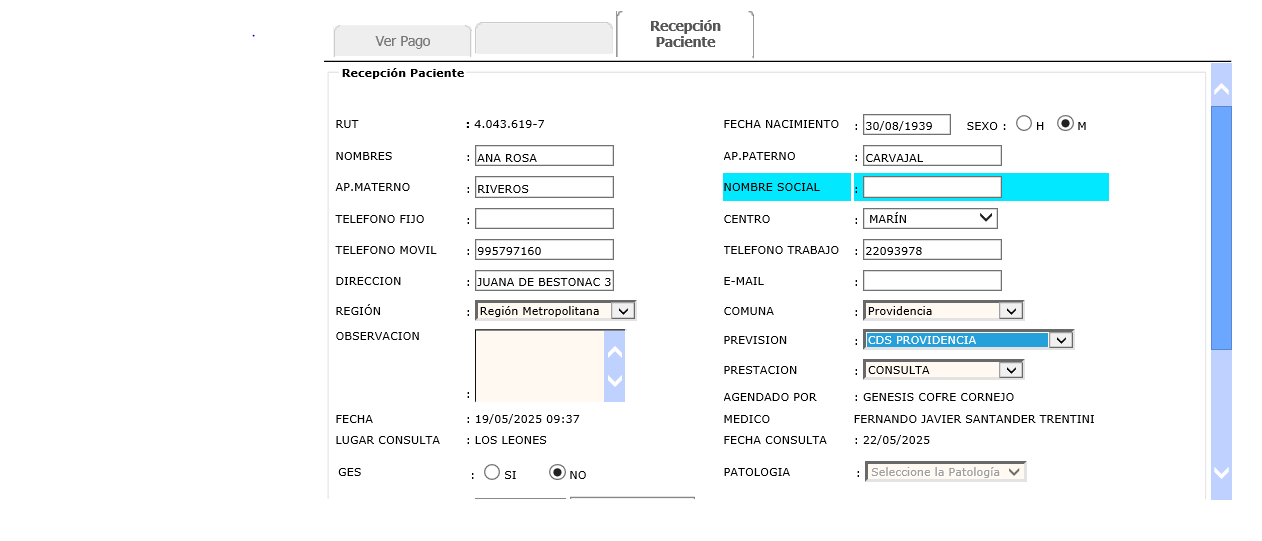 Ver Pago
Recepción
Paciente
Recepción Paciente
RUT : 4.043.619-7 FECHA NACIMIENTO : 30/08/1939 SEXO : H M
NOMBRES : ANA ROSA AP.PATERNO : CARVAJAL
AP.MATERNO : RIVEROS NOMBRE SOCIAL :
TELEFONO FIJO : CENTRO : MARÍN
TELEFONO MOVIL : 995797160 TELEFONO TRABAJO : 22093978
DIRECCION : JUANA DE BESTONAC 3 E-MAIL :
REGIÓN : Región Metropolitana COMUNA : Providencia
OBSERVACION : PREVISION : CDS PROVIDENCIA
PRESTACION : CONSULTA
AGENDADO POR : GENESIS COFRE CORNEJO
FECHA : 19/05/2025 09:37 MEDICO FERNANDO JAVIER SANTANDER TRENTINI
LUGAR CONSULTA : LOS LEONES FECHA CONSULTA : 22/05/2025
GES : SI NO PATOLOGIA : Seleccione la Patología